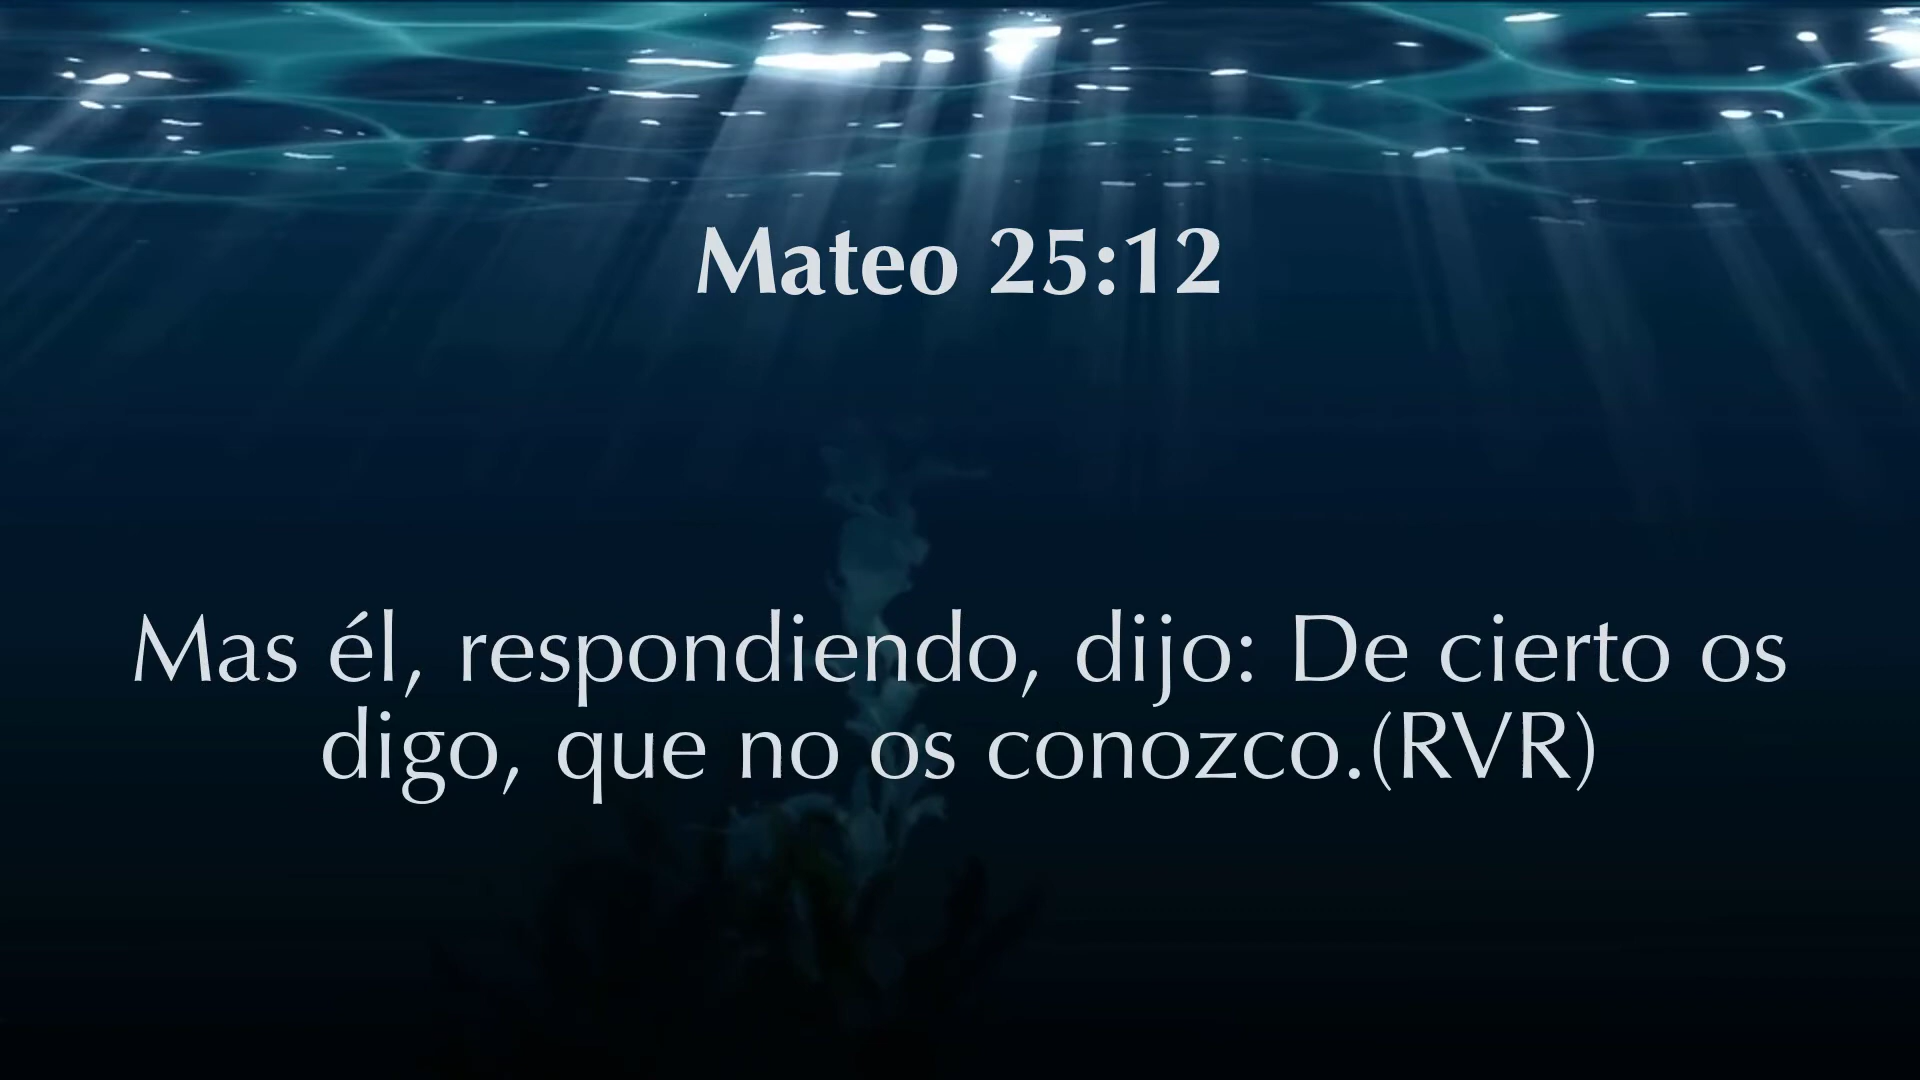 Mateo 25:12
Mas él, respondiendo, dijo: De cierto os
digo, que no os conozco.(RVR)